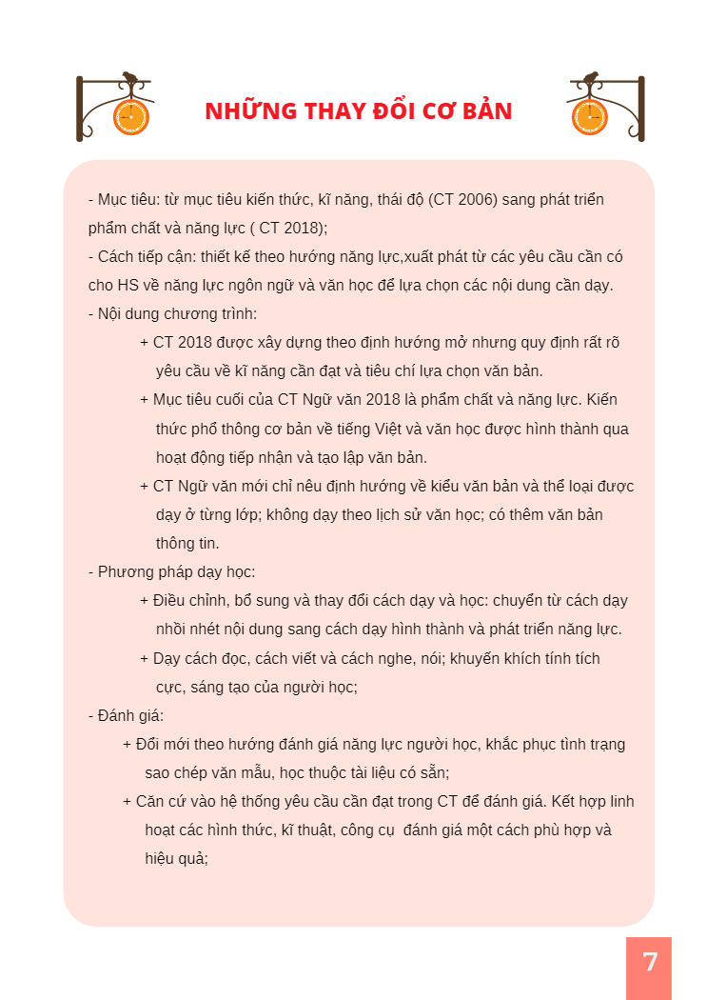 NHỮNG THAY ĐỔI CƠ BẢN
- Mục tiêu: từ mục tiêu kiến thức, kĩ năng, thái độ (CT 2006) sang phát triển
phẩm chất và năng lực ( CT 2018);
- Cách tiếp cận: thiết kế theo hướng năng lực,xuất phát từ các yêu cầu cần có
cho HS về năng lực ngôn ngữ và văn học để lựa chọn các nội dung cần dạy.
- Nội dung chương trình:
+ CT 2018 được xây dựng theo định hướng mở nhưng quy định rất rõ
yêu cầu về kĩ năng cần đạt và tiêu chí lựa chọn văn bản.
+ Mục tiêu cuối của CT Ngữ văn 2018 là phẩm chất và năng lực. Kiến
thức phổ thông cơ bản về tiếng Việt và văn học được hình thành qua
hoạt động tiếp nhận và tạo lập văn bản.
+ CT Ngữ văn mới chỉ nêu định hướng về kiểu văn bản và thể loại được
dạy ở từng lớp; không dạy theo lịch sử văn học; có thêm văn bản
thông tin.
- Phương pháp dạy học:
+ Điều chỉnh, bổ sung và thay đổi cách dạy và học: chuyển từ cách dạy
nhồi nhét nội dung sang cách dạy hình thành và phát triển năng lực.
+ Dạy cách đọc, cách viết và cách nghe, nói; khuyến khích tính tích
cực, sáng tạo của người học;
- Đánh giá:
+ Đổi mới theo hướng đánh giá năng lực người học, khắc phục tình trạng
sao chép văn mẫu, học thuộc tài liệu có sẵn;
+ Căn cứ vào hệ thống yêu cầu cần đạt trong CT để đánh giá. Kết hợp linh
hoạt các hình thức, kĩ thuật, công cụ  đánh giá một cách phù hợp và
hiệu quả;
7